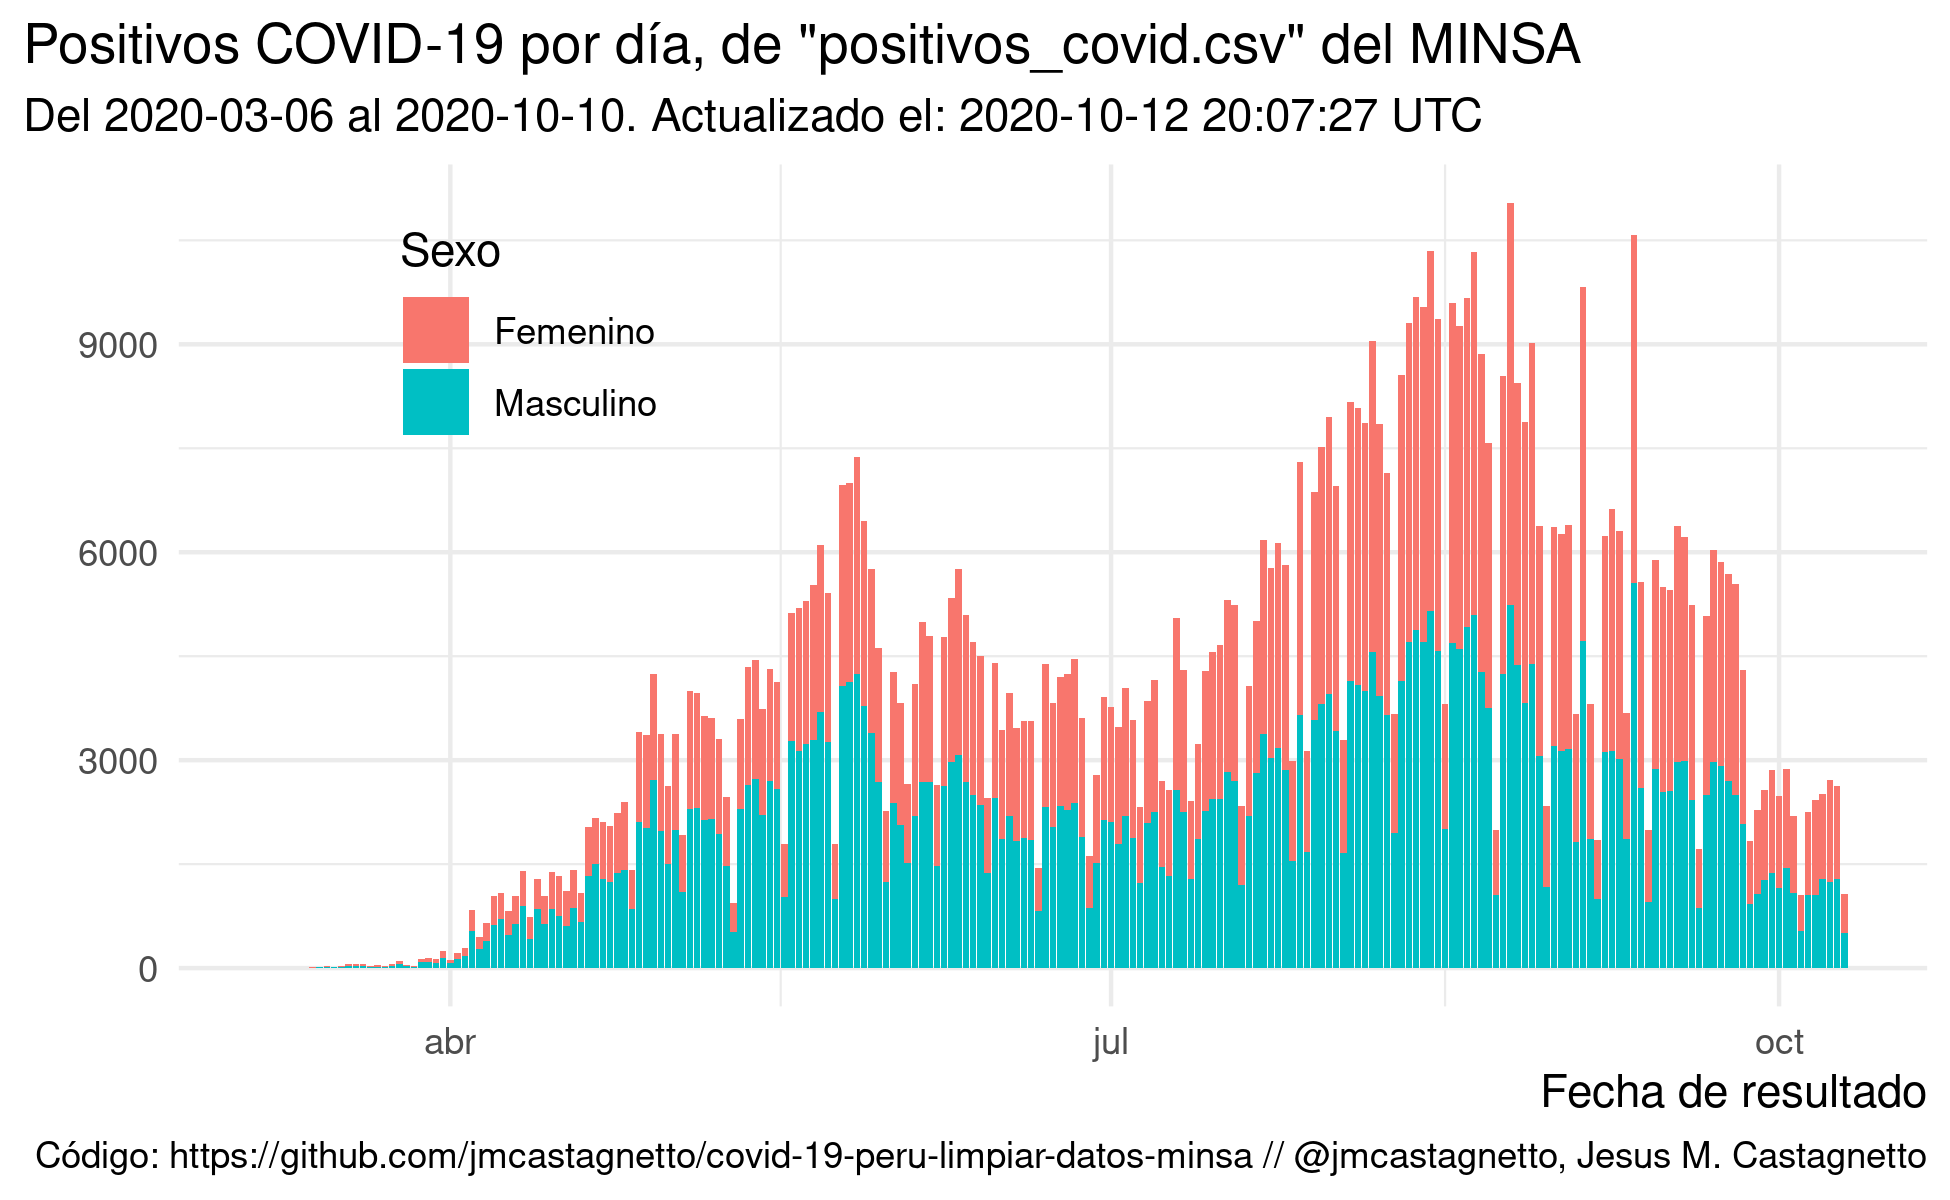 Positivos COVID-19 por día, de "positivos_covid.csv" del MINSA
Del 2020-03-06 al 2020-10-10. Actualizado el: 2020-10-12 20:07:27 UTC
Sexo
Femenino
Masculino
9000
6000
3000
0
abr jul oct
Fecha de resultado
Código: https://github.com/jmcastagnetto/covid-19-peru-limpiar-datos-minsa // @jmcastagnetto, Jesus M. Castagnetto